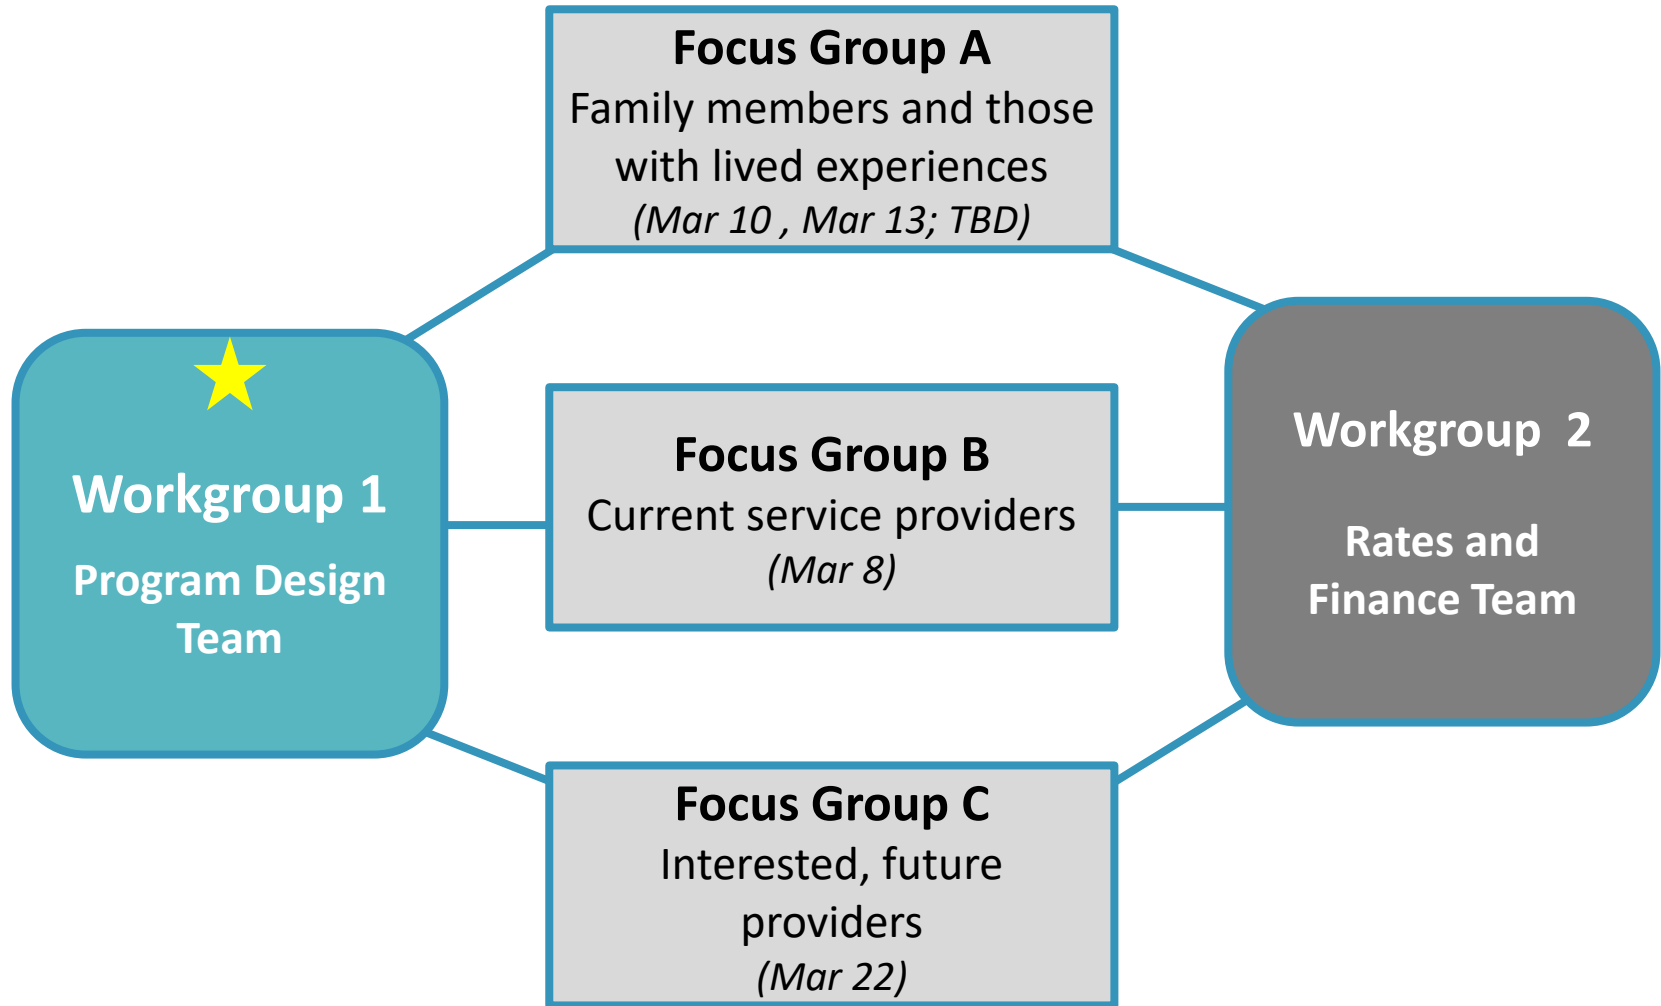 Focus Group A
Family members and those
with lived experiences
(Mar 10 , Mar 13; TBD)
Workgroup 1
Program Design
Team
Focus Group B
Current service providers
(Mar 8)
Workgroup  2
Rates and
Finance Team
Focus Group C
Interested, future
providers
(Mar 22)